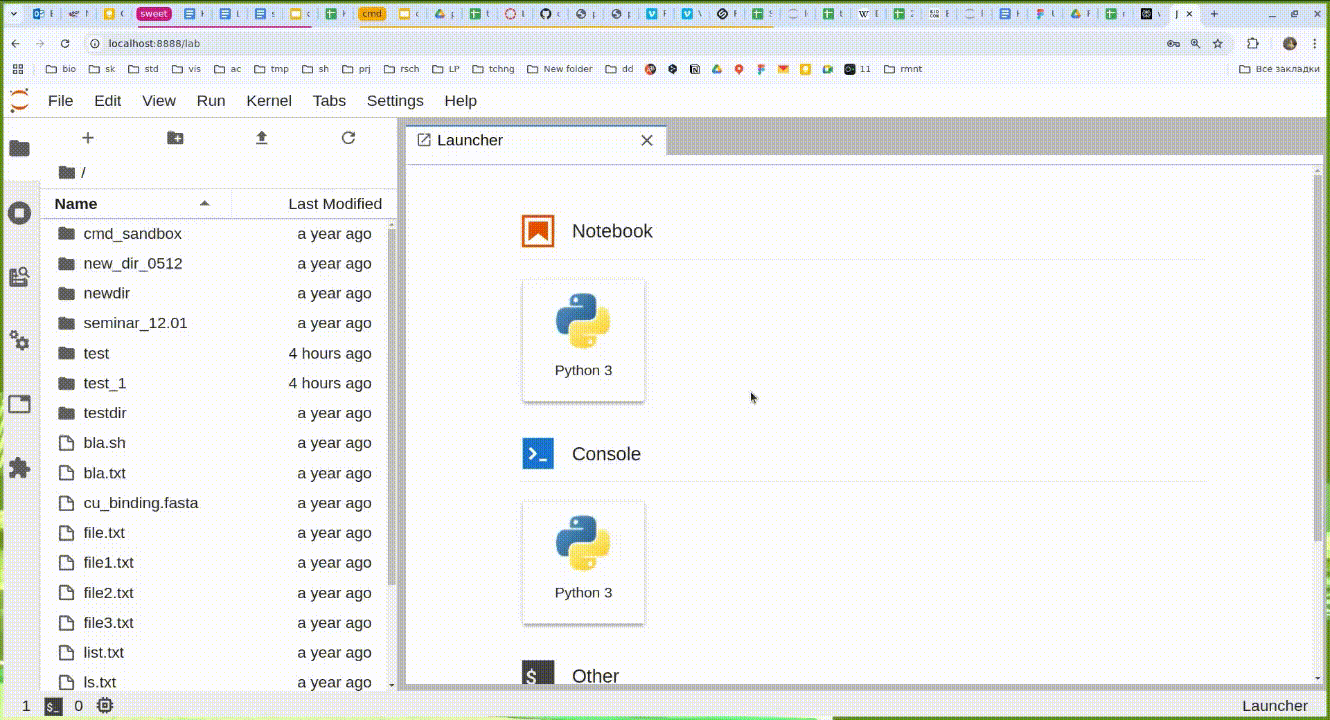 sweet
cmd
localhost:8888/lab
bio sk std vis ac tmp sh prj rsch LP tchng New folder dd 11 rmnt Все закладки
File Edit View Run Kernel Tabs Settings Help
Launcher
/
Name Last Modified
cmd_sandbox a year ago
new_dir_0512 a year ago
newdir a year ago
seminar_12.01 a year ago
test 4 hours ago
test_1 4 hours ago
testdir a year ago
bla.sh a year ago
bla.txt a year ago
cu_binding.fasta a year ago
file.txt a year ago
file1.txt a year ago
file2.txt a year ago
file3.txt a year ago
list.txt a year ago
ls.txt a year ago
Notebook
Python 3
Console
Python 3
$_ Other
1 $_ 0 Launcher